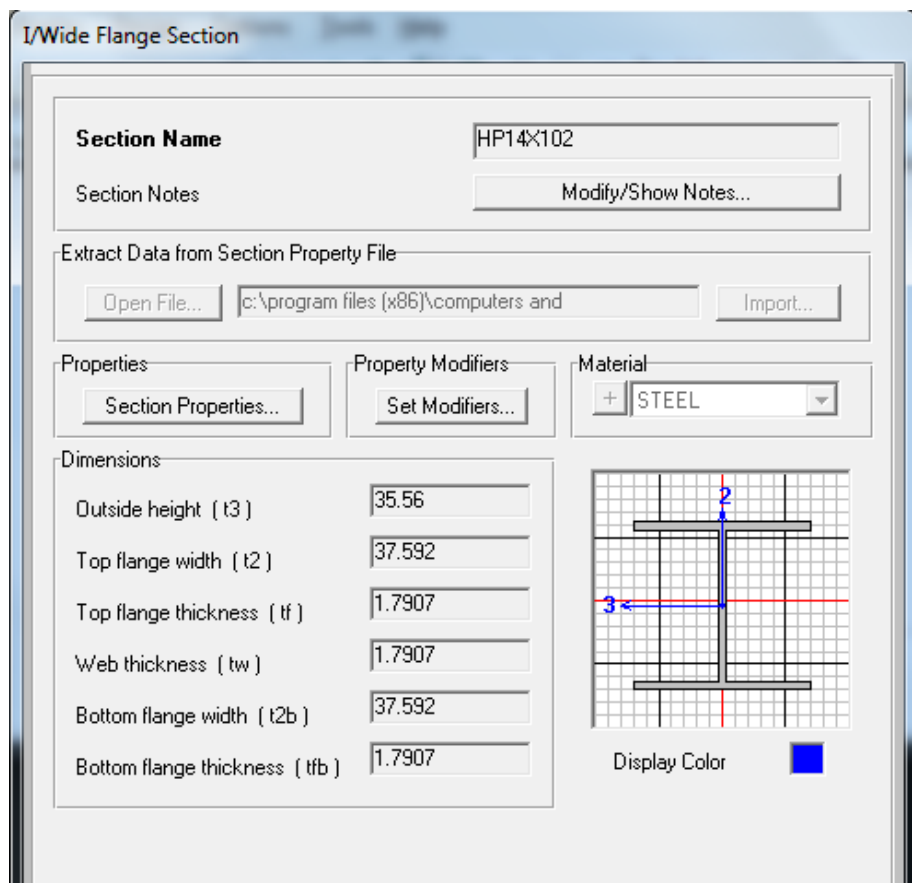 I/Wide Flange Section
Section Name HP14X102
Section Notes Modify/Show Notes...
Extract Data from Section Property File
Open File... c:\program files (x86)\computers and Import...
Properties Property Modifiers Material
Section Properties... Set Modifiers... + STEEL
Dimensions
Outside height ( t3 ) 35.56
Top flange width ( t2 ) 37.592
Top flange thickness ( tf ) 1.7907
Web thickness ( tw ) 1.7907
Bottom flange width ( t2b ) 37.592
Bottom flange thickness ( tfb ) 1.7907
2
3
Display Color